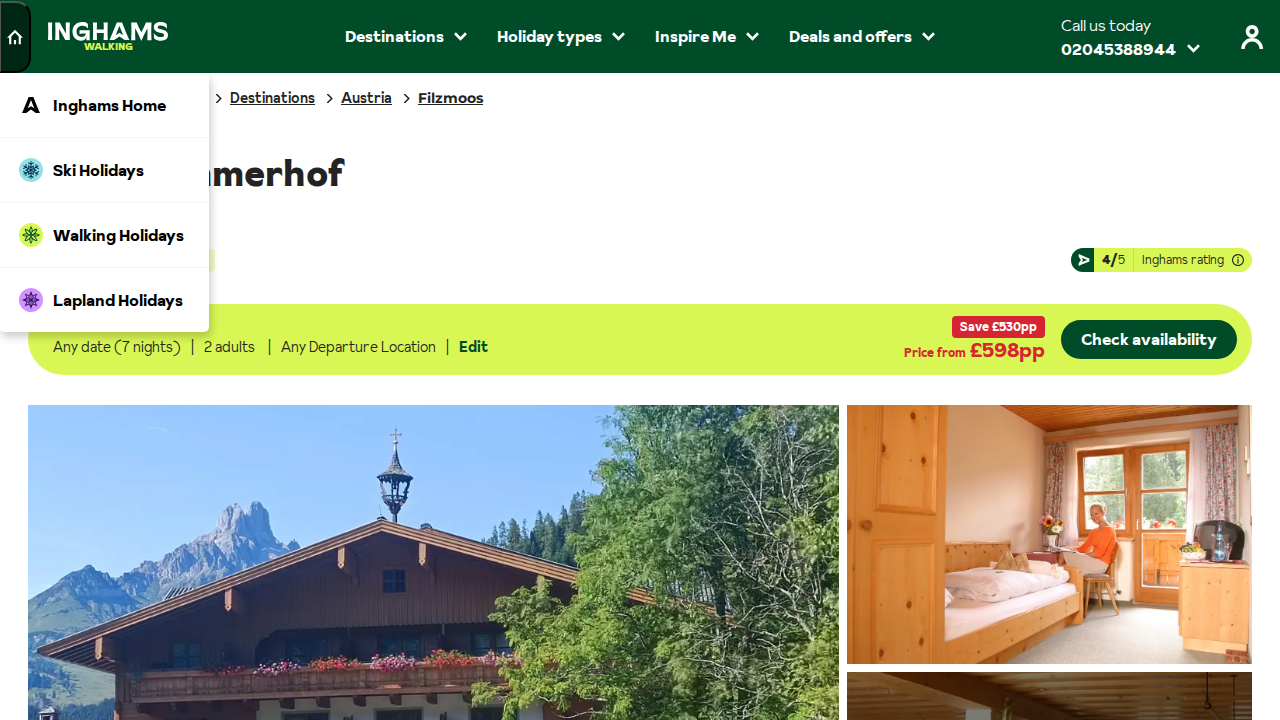 INGHAMS
WALKING
Destinations
Holiday types
Inspire Me
Deals and offers
Call us today
02045388944
Inghams Home
Ski Holidays
Walking Holidays
Lapland Holidays
Destinations
Austria
Filzmoos
merhof
4/5
Inghams rating
Any date (7 nights) | 2 adults | Any Departure Location | Edit
Save £530pp
Price from £598pp
Check availability